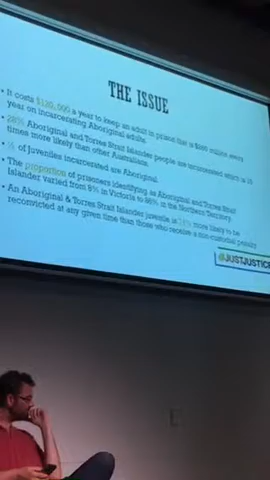 THE ISSUE
• It costs $120,000 a year to keep an adult in prison that is $800 million every
year on incarcerating Aboriginal adults.
• 28% Aboriginal and Torres Strait Islander people are incarcerated which is 13
times more likely than other Australians.
• of Juveniles incarcerated are Aboriginal.
• The proportion of prisoners identifying as Aboriginal and Torres Strait
Islander varied from 8% in Victoria to 86% in the Northern Territory.
• An Aboriginal & Torres Strait Islander juvenile is more likely to be
reconvicted at any given time than those who receive a non-custodial penalty
@JUSTJUSTICE